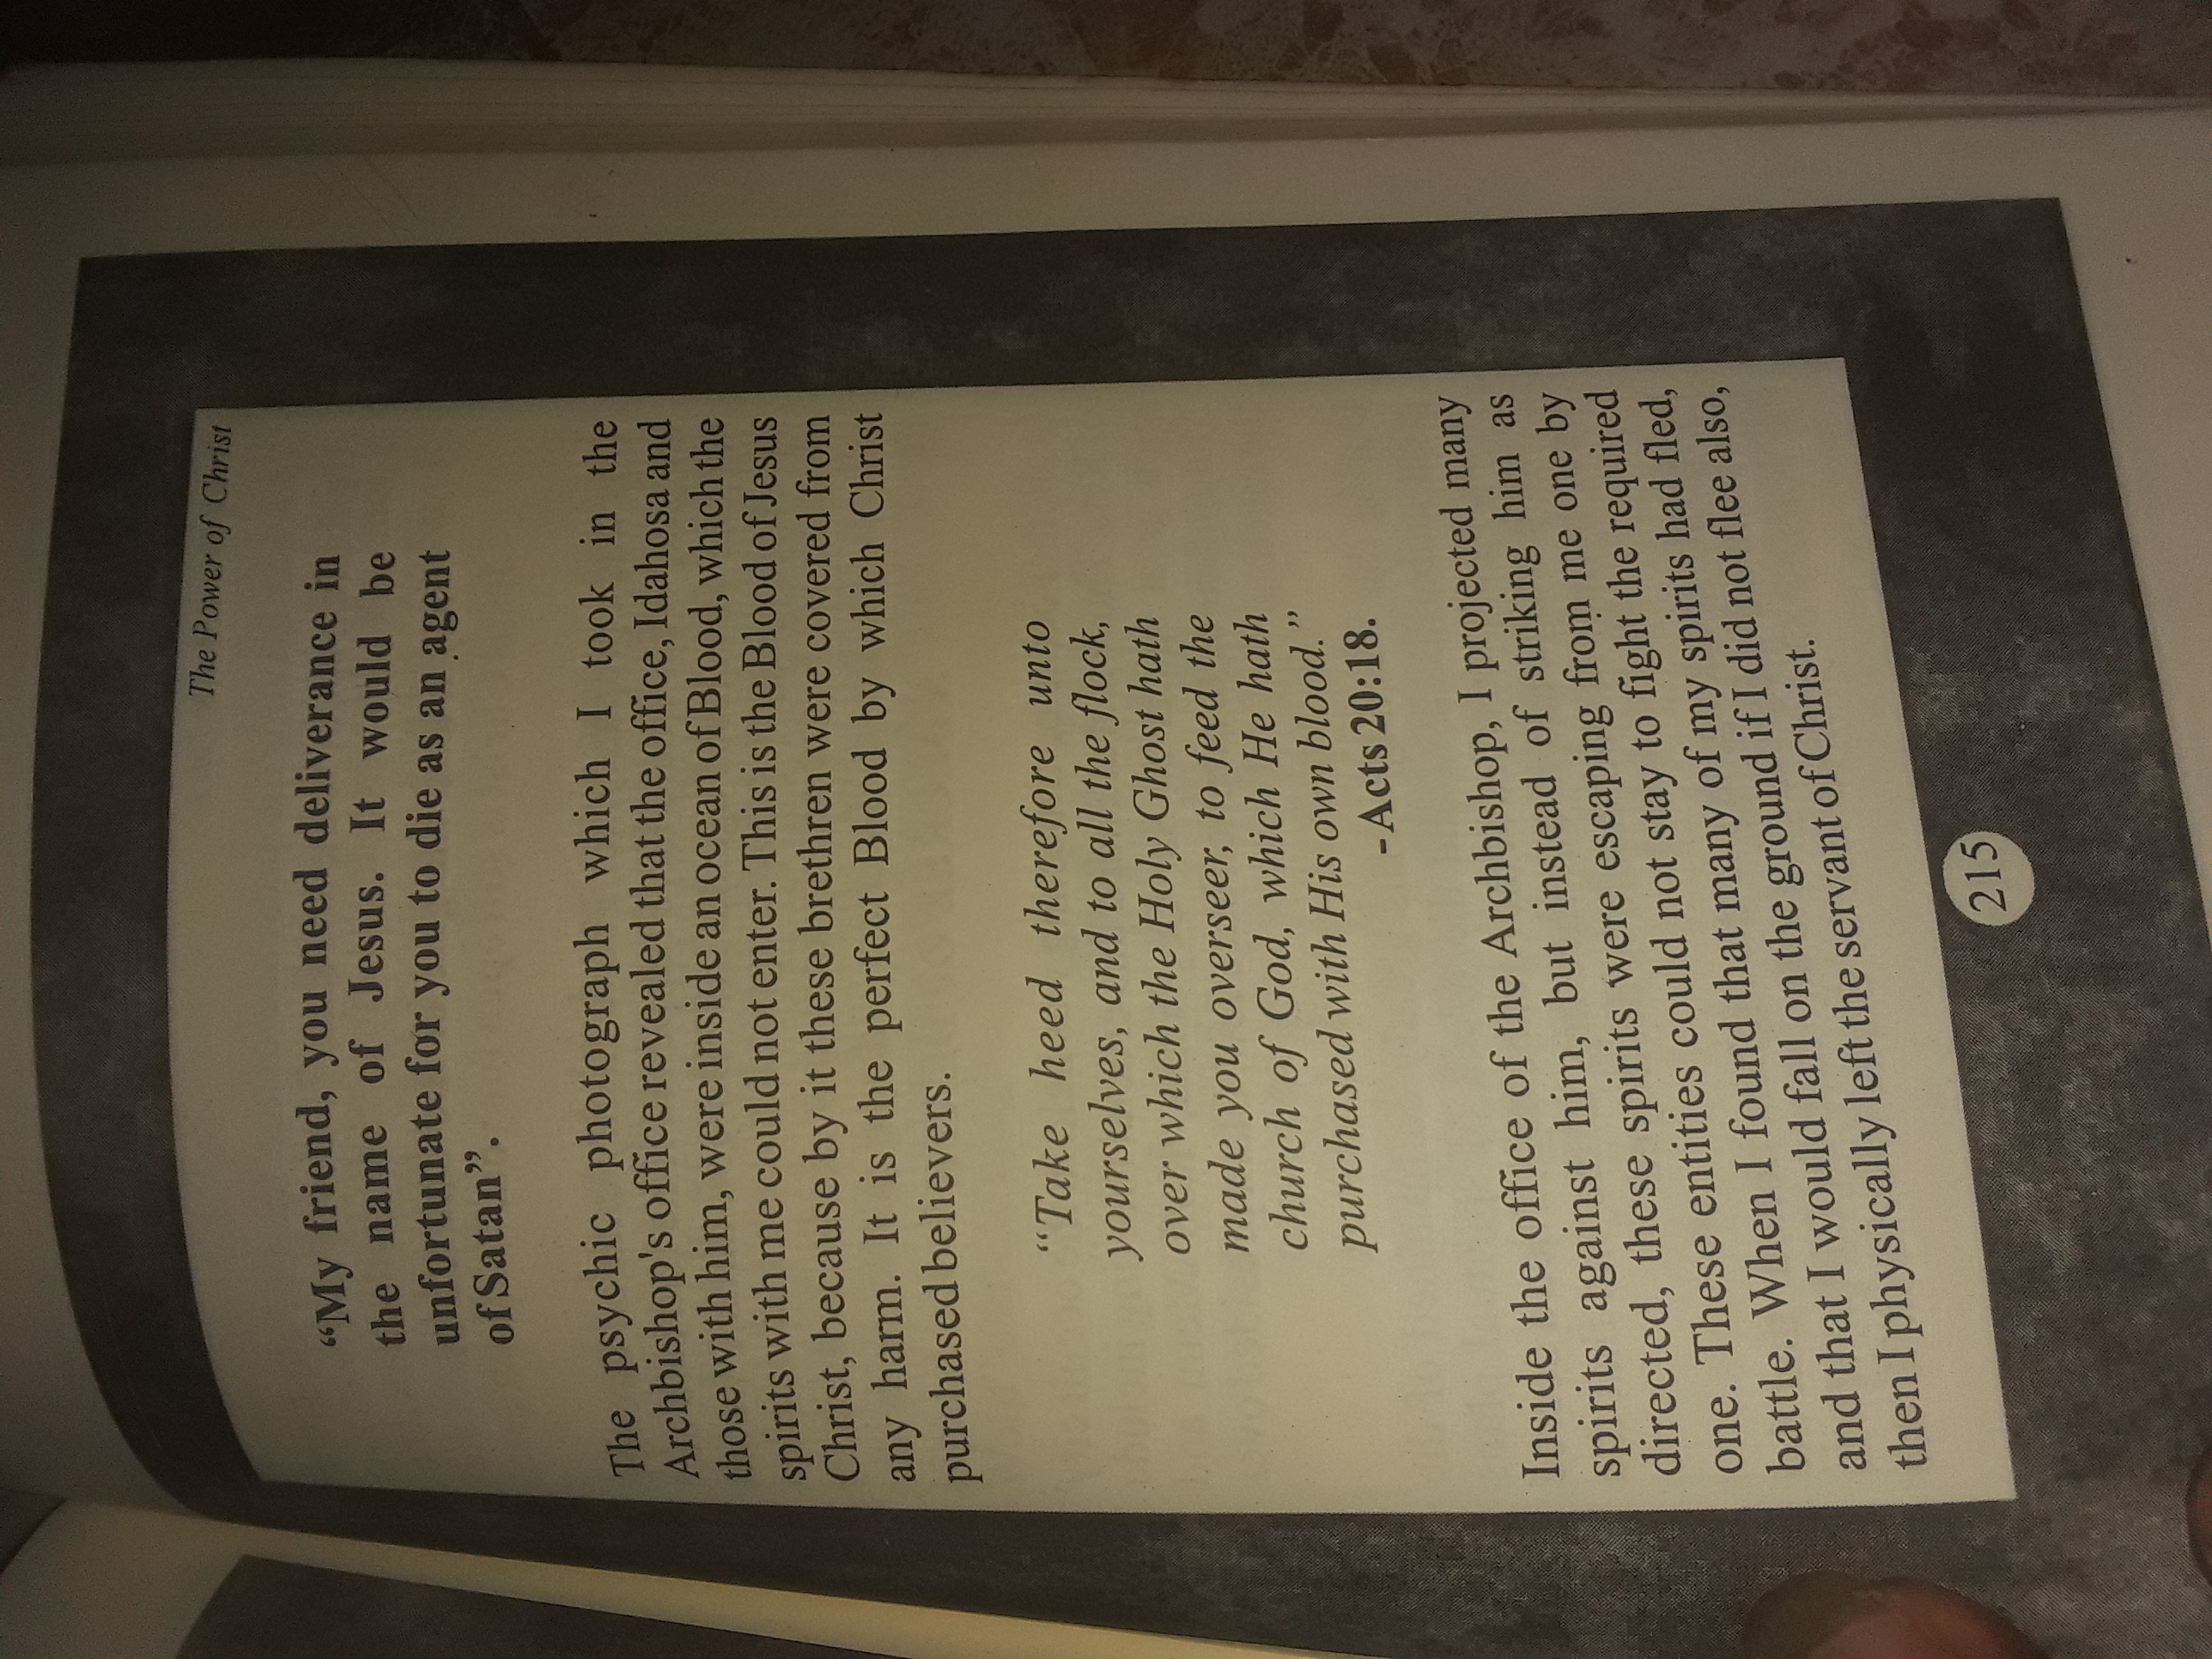 The Power of Christ
“My friend, you need deliverance in
the name of Jesus. It would be
unfortunate for you to die as an agent
of Satan”.
The psychic photograph which I took in the
Archbishop's office revealed that the office, Idahosa and
those with him, were inside an ocean of Blood, which the
spirits with me could not enter. This is the Blood of Jesus
Christ, because by it these brethren were covered from
any harm. It is the perfect Blood by which Christ
purchased believers.
“Take heed therefore unto
yourselves, and to all the flock,
over which the Holy Ghost hath
made you overseer, to feed the
church of God, which He hath
purchased with His own blood.”
-Acts 20:18.
Inside the office of the Archbishop, I projected many
spirits against him, but instead of striking him as
directed, these spirits were escaping from me one by
one. These entities could not stay to fight the required
battle. When I found that many of my spirits had fled,
and that I would fall on the ground if I did not flee also,
then I physically left the servant of Christ.
215